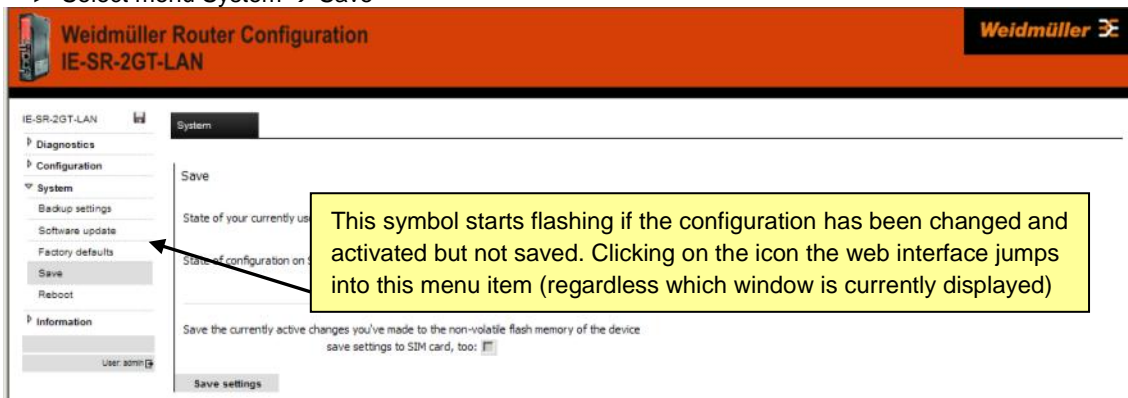 Select menu System → Save
Weidmüller Router Configuration
IE-SR-2GT-LAN
Weidmüller
IE-SR-2GT-LAN
Diagnostics
Configuration
System
Backup settings
Software update
Factory defaults
Save
Reboot
Information
User: admin
System
Save
State of your currently
State of configuration on
This symbol starts flashing if the configuration has been changed and
activated but not saved. Clicking on the icon the web interface jumps
into this menu item (regardless which window is currently displayed)
Save the currently active changes you've made to the non-volatile flash memory of the device
save settings to SIM card, too:
Save settings